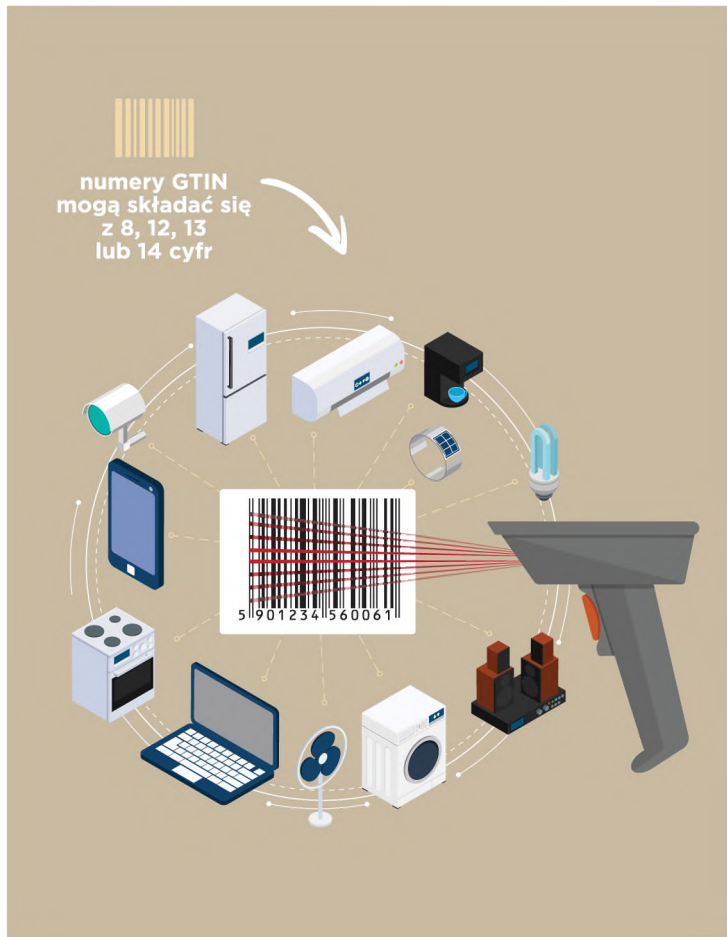 numery GTIN
mogą składać się
z 8, 12, 13
lub 14 cyfr
5 901234 560061